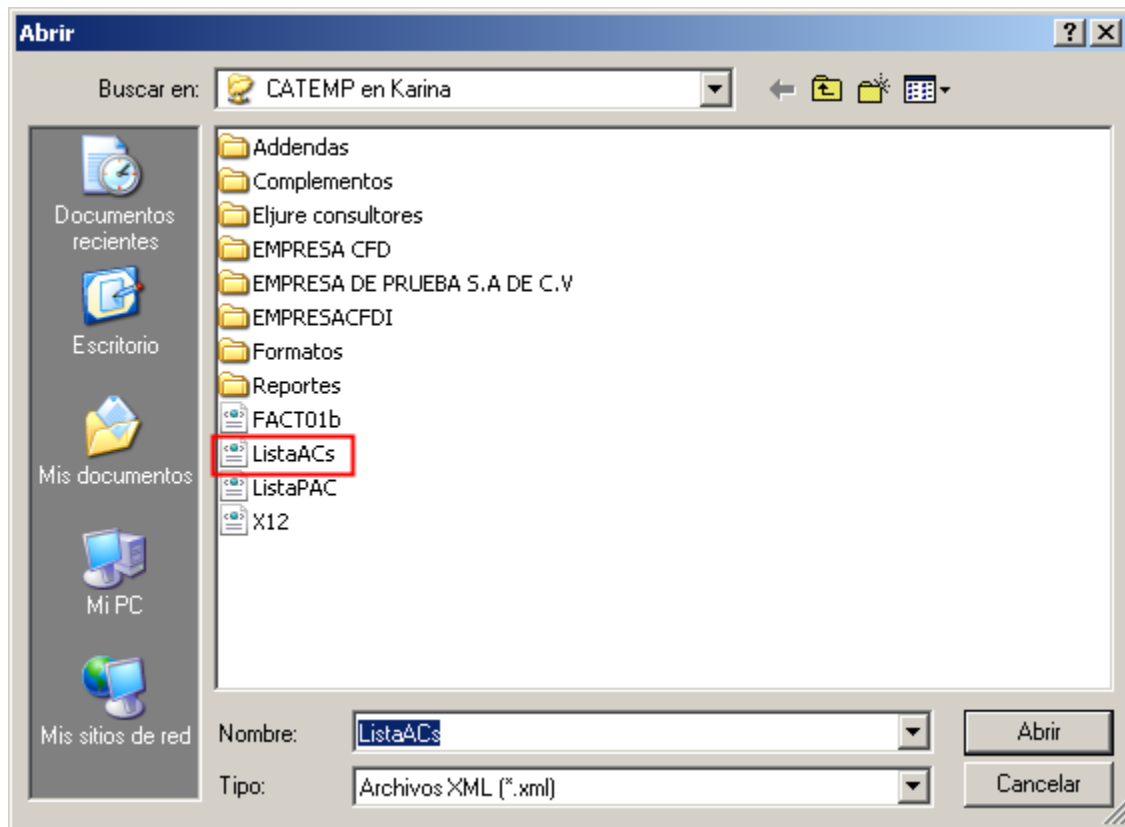 Abrir
Buscar en: CATEMP en Karina
Documentos
recientes
Escritorio
Mis documentos
Mi PC
Mis sitios de red
Addendas
Complementos
Eljure consultores
EMPRESA CFD
EMPRESA DE PRUEBA S.A DE C.V
EMPRESACFDI
Formatos
Reportes
FACT01b
ListaACs
ListaPAC
X12
Nombre: ListaACs Abrir
Tipo: Archivos XML (*.xml) Cancelar